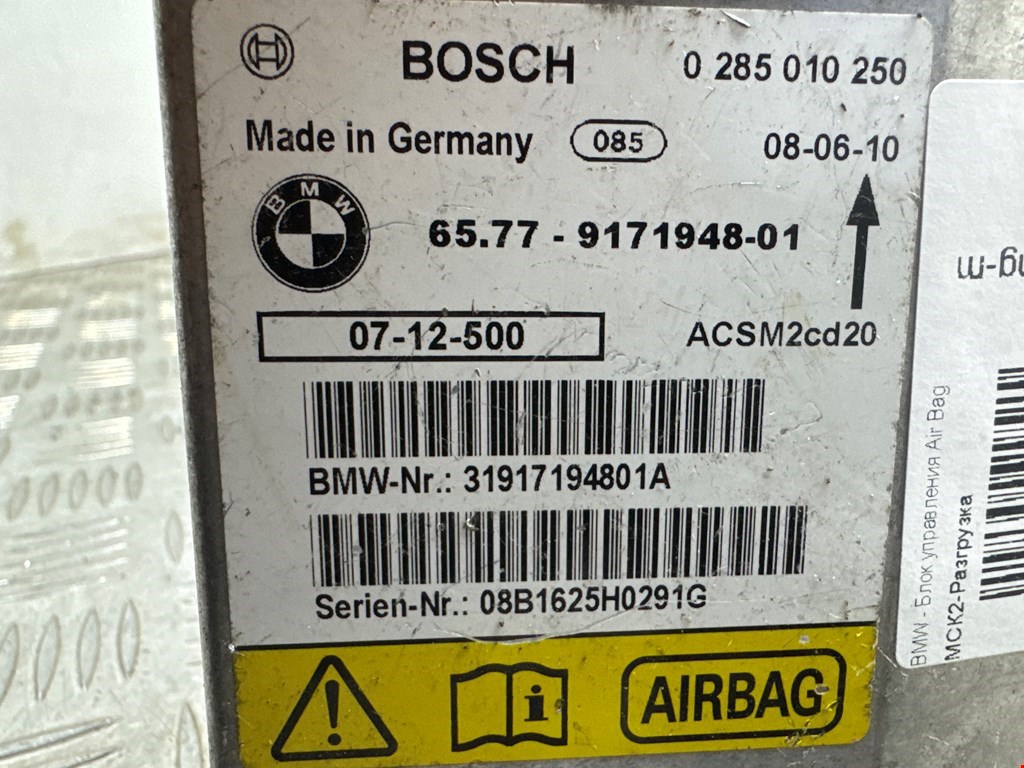 BOSCH 0 285 010 250
Made in Germany 085 08-06-10
BMW
65.77 - 9171948-01
07-12-500 ACSM2cd20
BMW-Nr.: 31917194801A
Serien-Nr.: 08B1625H0291G
AIRBAG
BMW - Блок управления Air Bag
МСК2-Разгрузка